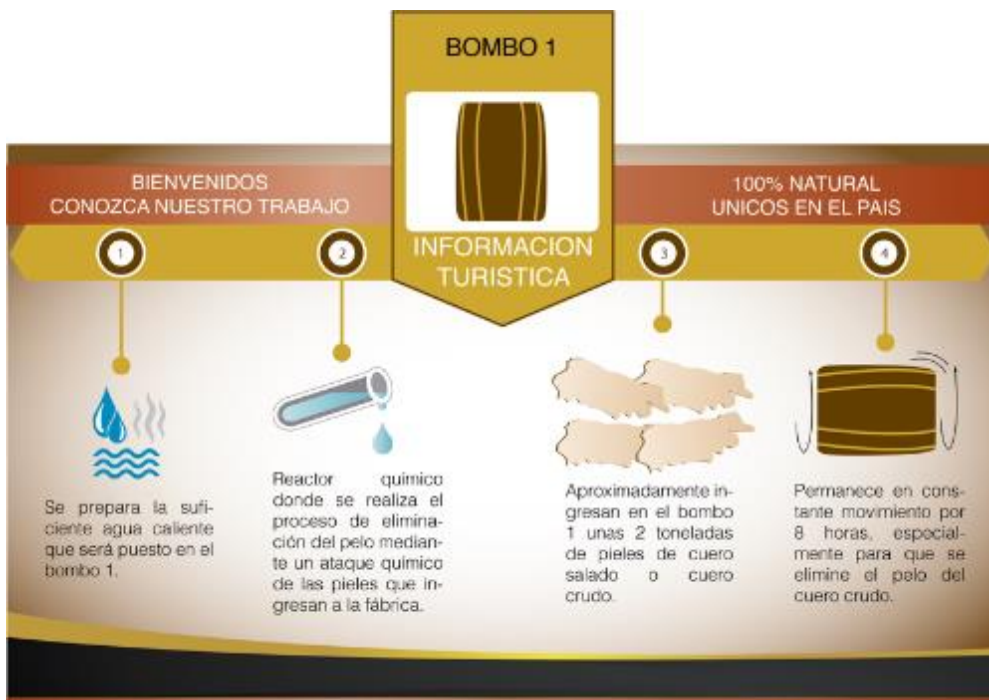 BOMBO 1
BIENVENIDOS
CONOZCA NUESTRO TRABAJO
INFORMACION
TURISTICA
100% NATURAL
UNICOS EN EL PAIS
1
2
3
4
Se prepara la sufi-
ciente agua caliente
que será puesto en el
bombo 1.
Reactor químico
donde se realiza el
proceso de elimina-
ción del pelo median-
te un ataque químico
de las pieles que in-
gresan a la fábrica.
Aproximadamente in-
gresan en el bombo
1 unas 2 toneladas
de pieles de cuero
salado o cuero
crudo.
Permanece en cons-
tante movimiento por
8 horas, especial-
mente para que se
elimine el pelo del
cuero crudo.